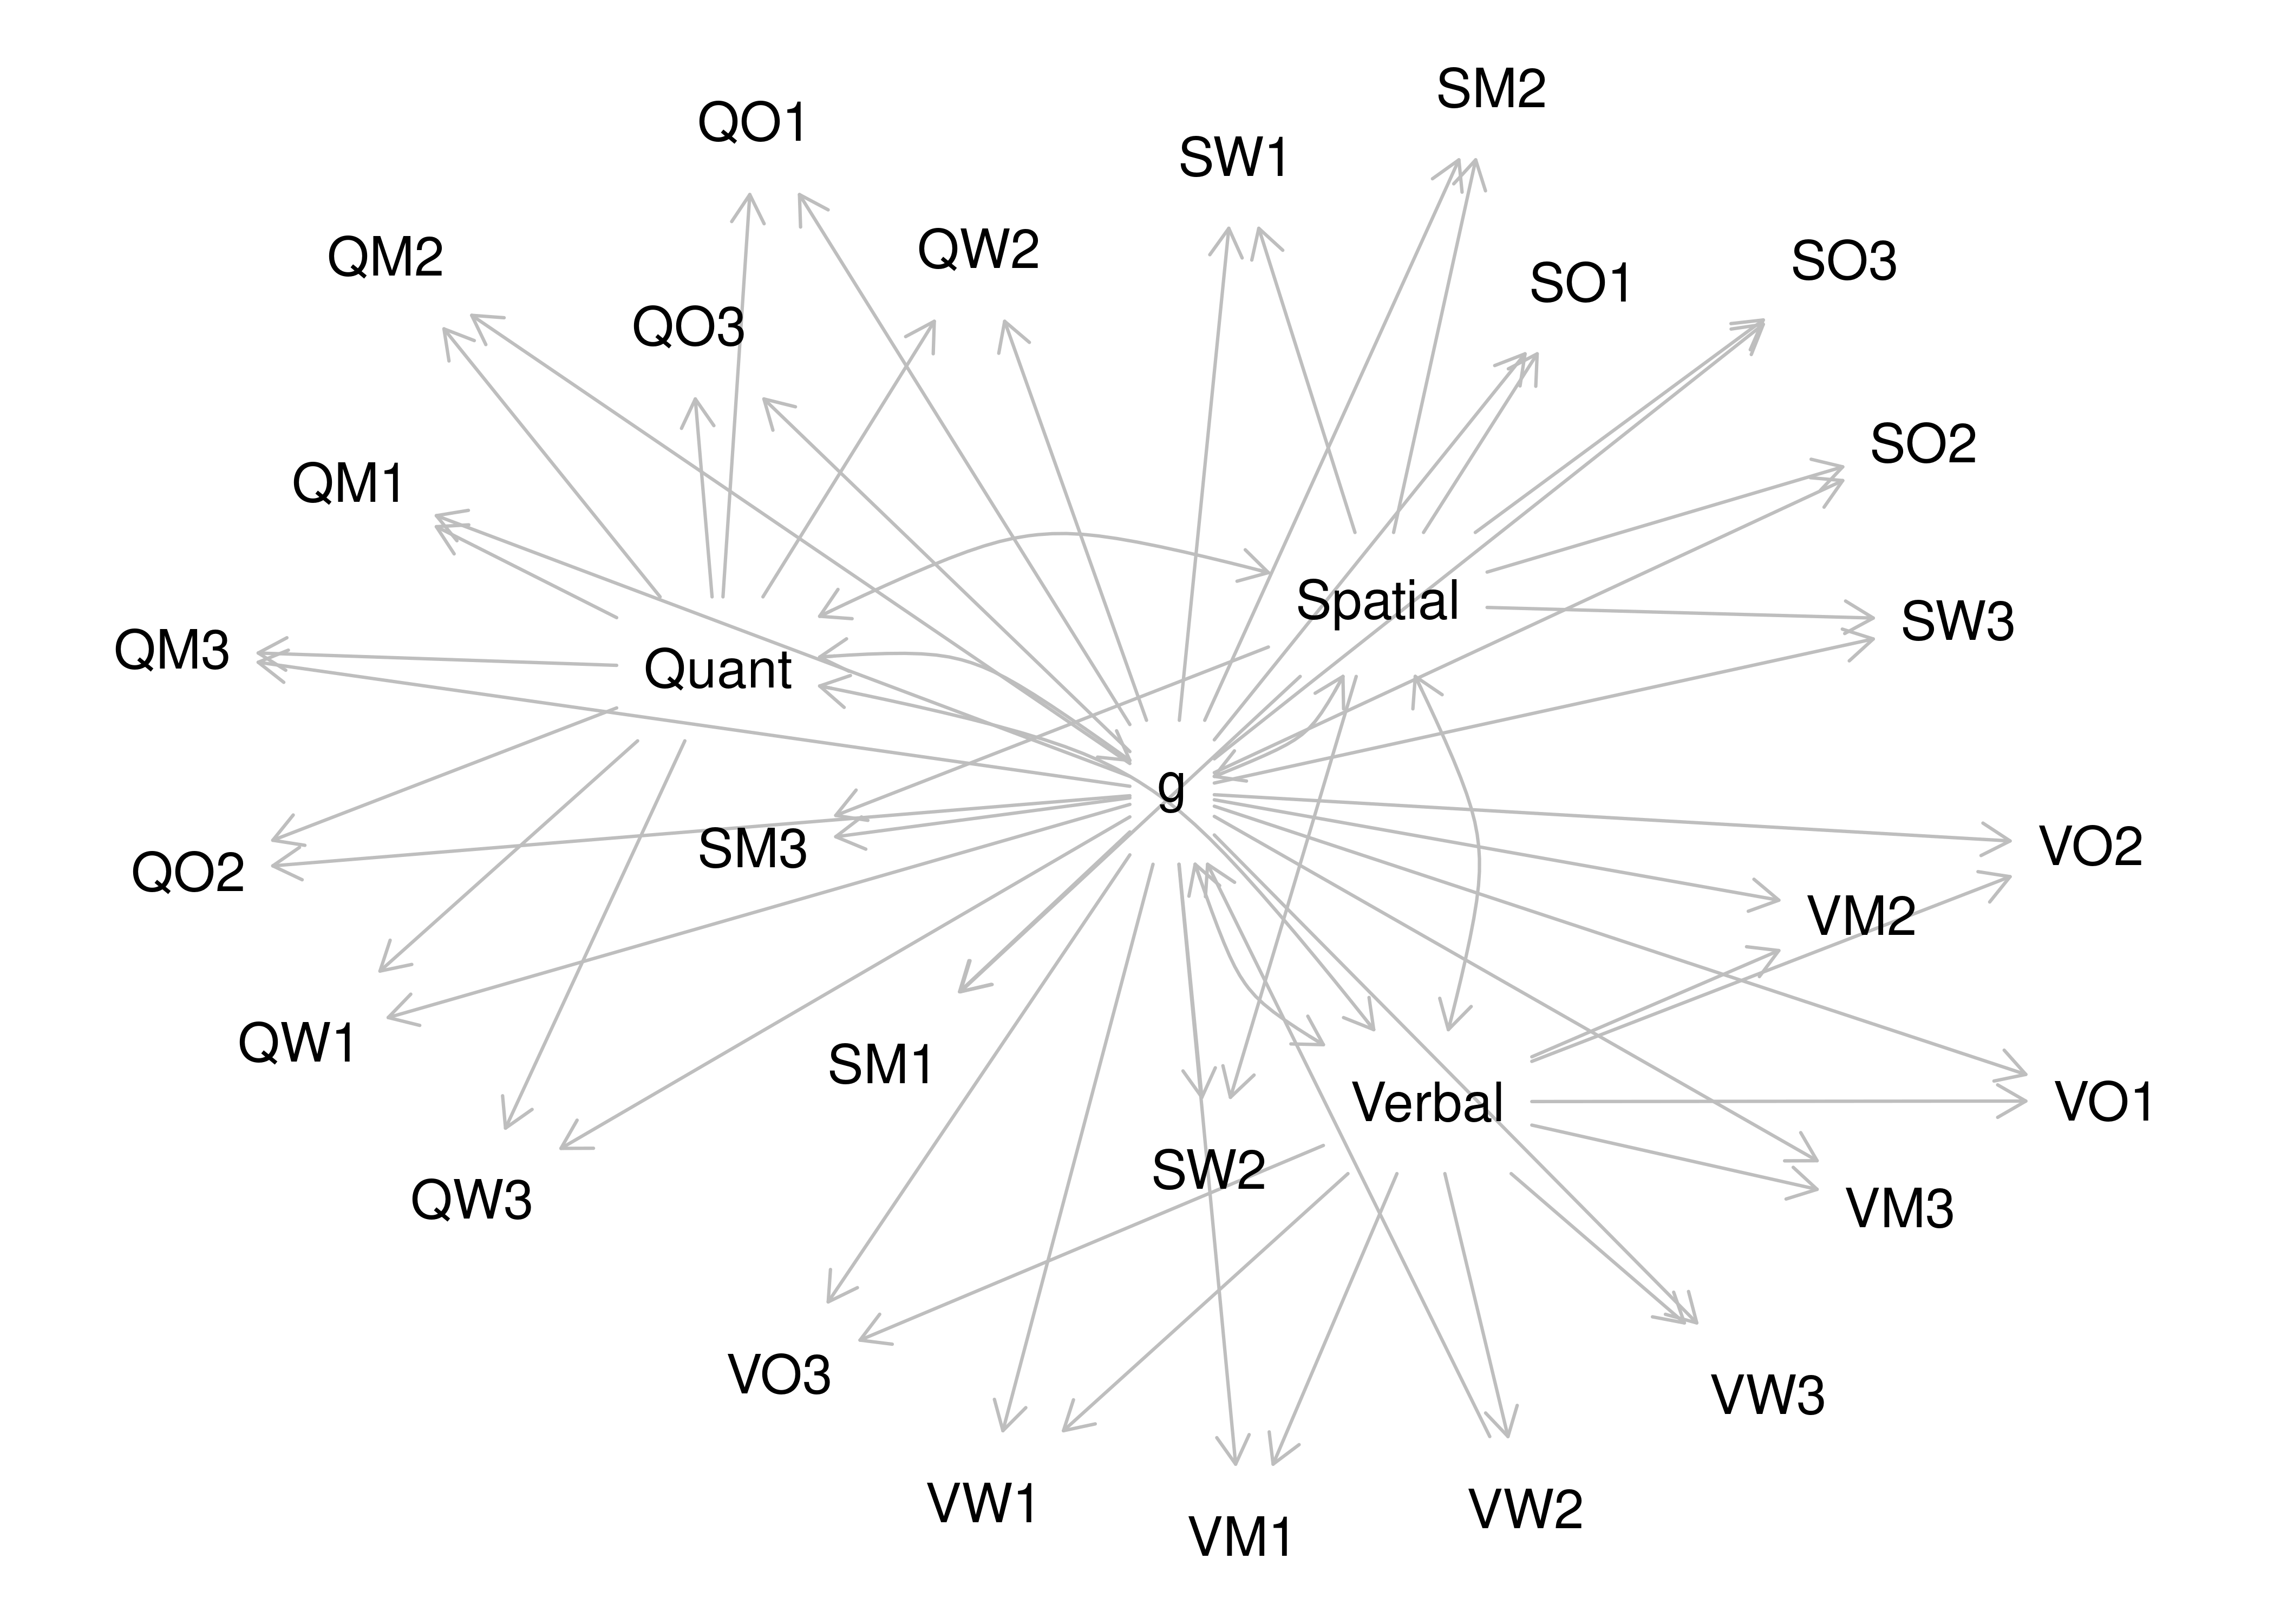 SM2
QO1
SW1
QM2
QW2
SO3
SO1
QO3
SO2
QM1
Spatial
SW3
QM3
Quant
g
VO2
SM3
QO2
VM2
QW1
SM1
Verbal
VO1
SW2
QW3
VM3
VO3
VW3
VW1
VW2
VM1